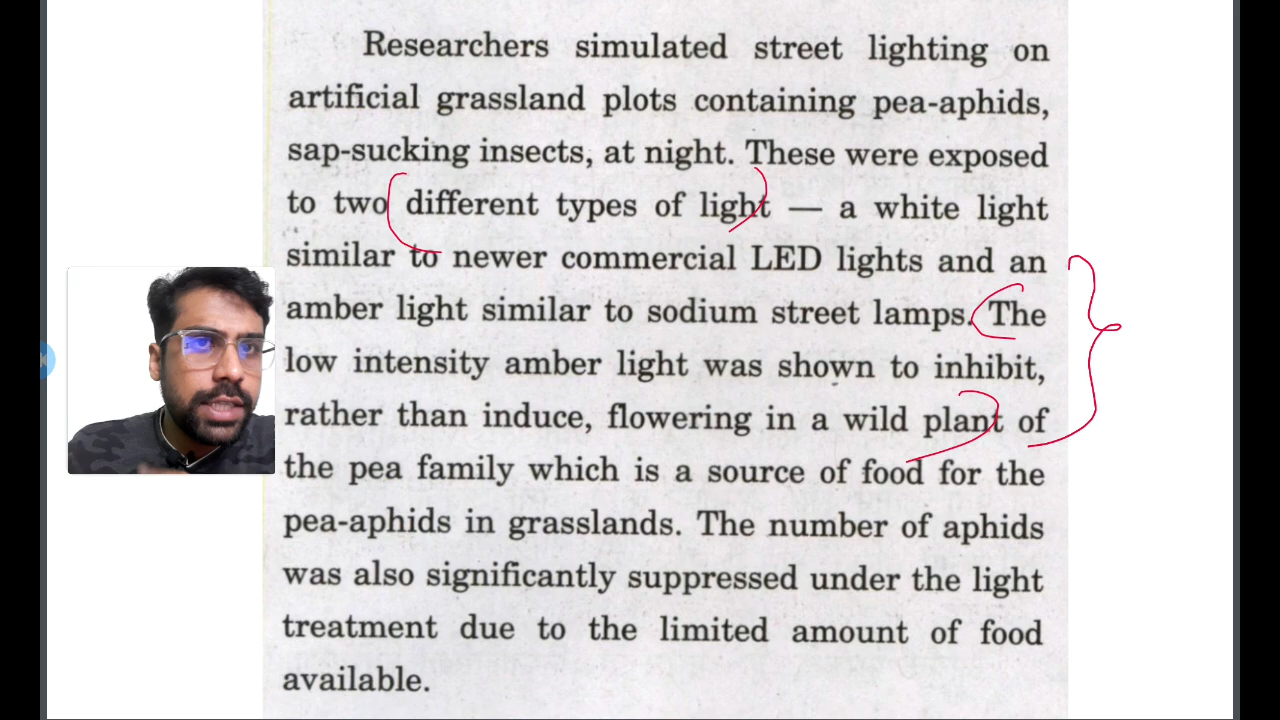 Researchers simulated street lighting on
artificial grassland plots containing pea-aphids,
sap-sucking insects, at night. These were exposed
to two different types of light — a white light
similar to newer commercial LED lights and an
amber light similar to sodium street lamps. The
low intensity amber light was shown to inhibit,
rather than induce, flowering in a wild plant of
the pea family which is a source of food for the
pea-aphids in grasslands. The number of aphids
was also significantly suppressed under the light
treatment due to the limited amount of food
available.